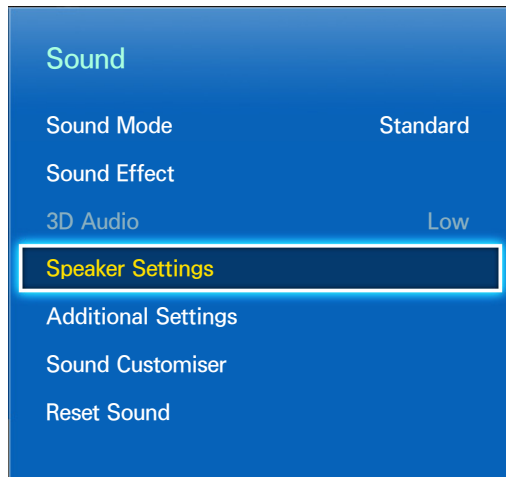 Sound
Sound Mode Standard
Sound Effect
3D Audio Low
Speaker Settings
Additional Settings
Sound Customiser
Reset Sound